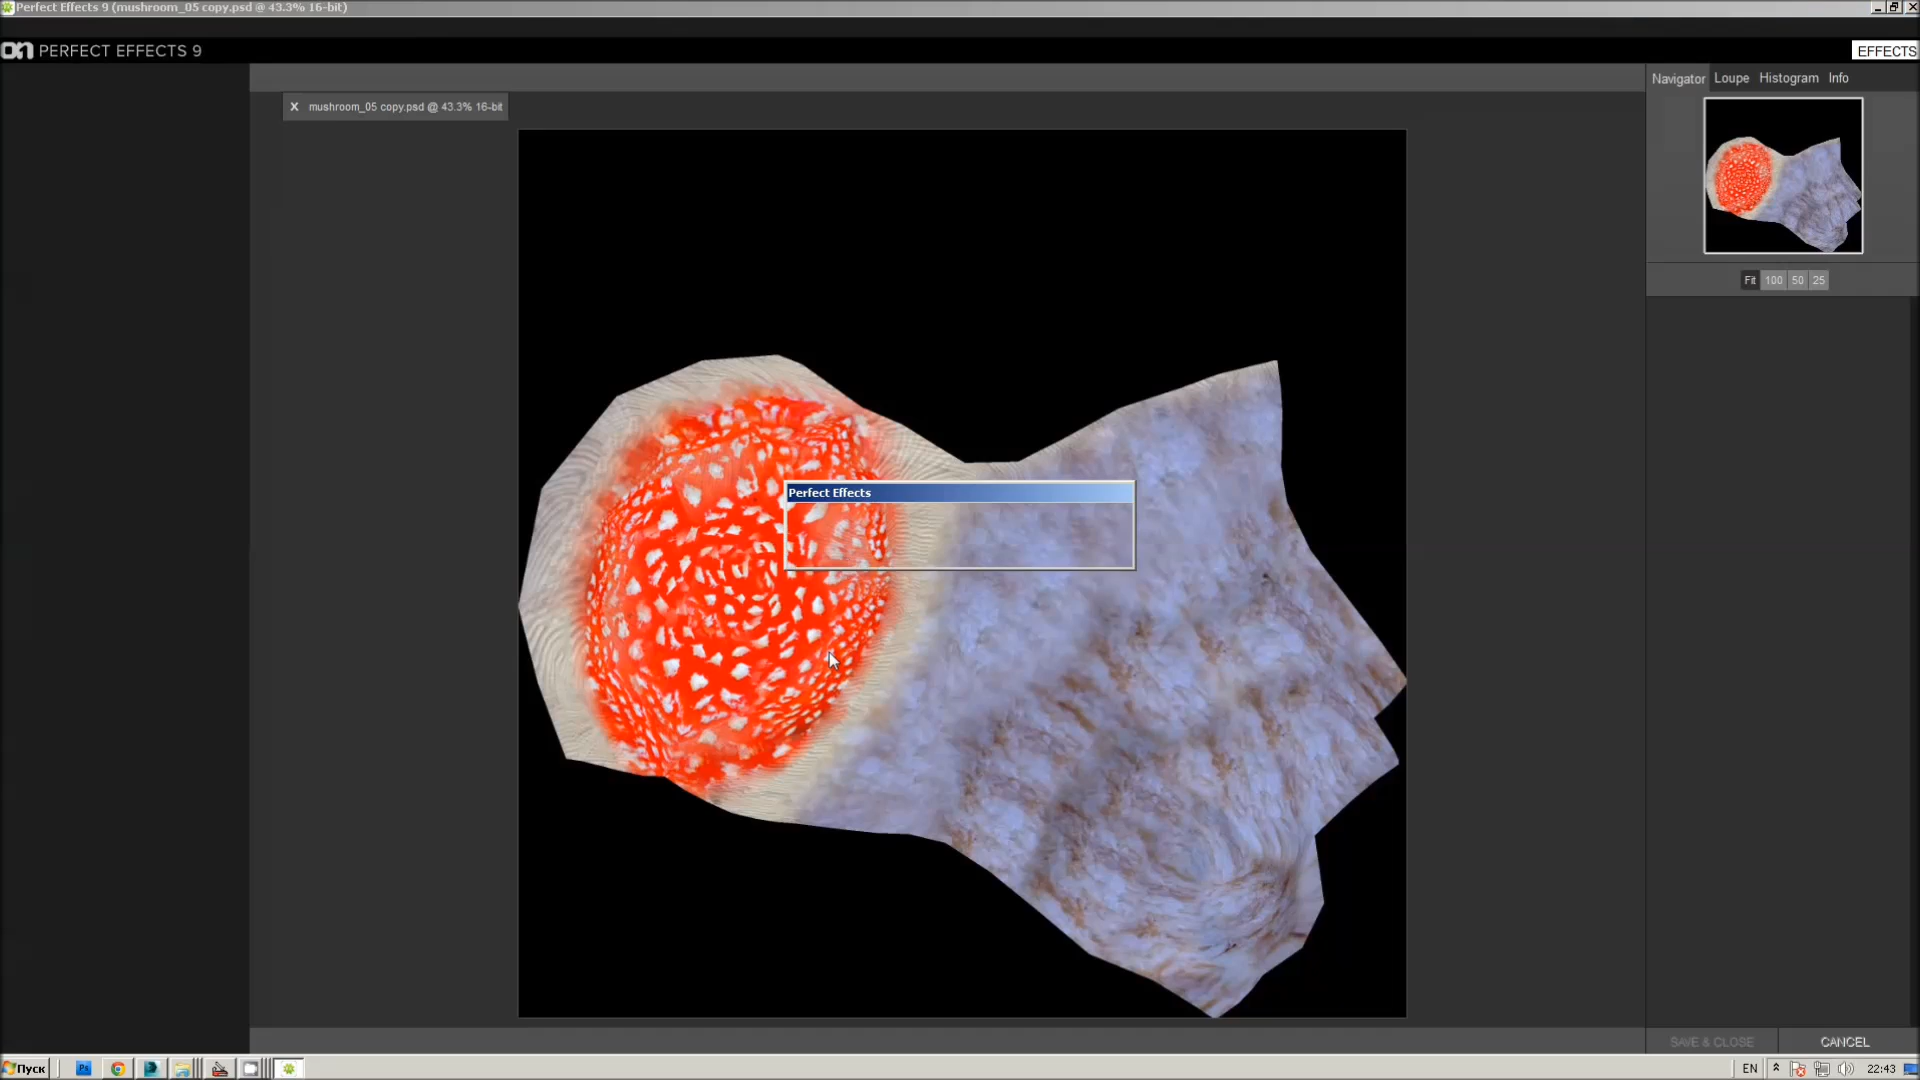 Perfect Effects 9 (mushroom_05 copy.psd @ 43.3% 16-bit)
on PERFECT EFFECTS 9
EFFECTS
Navigator Loupe Histogram Info
X mushroom_05 copy.psd @ 43.3% 16-bit
Fit 100 50 25
Perfect Effects
SAVE & CLOSE CANCEL
Пуск
Ps
EN
22:43